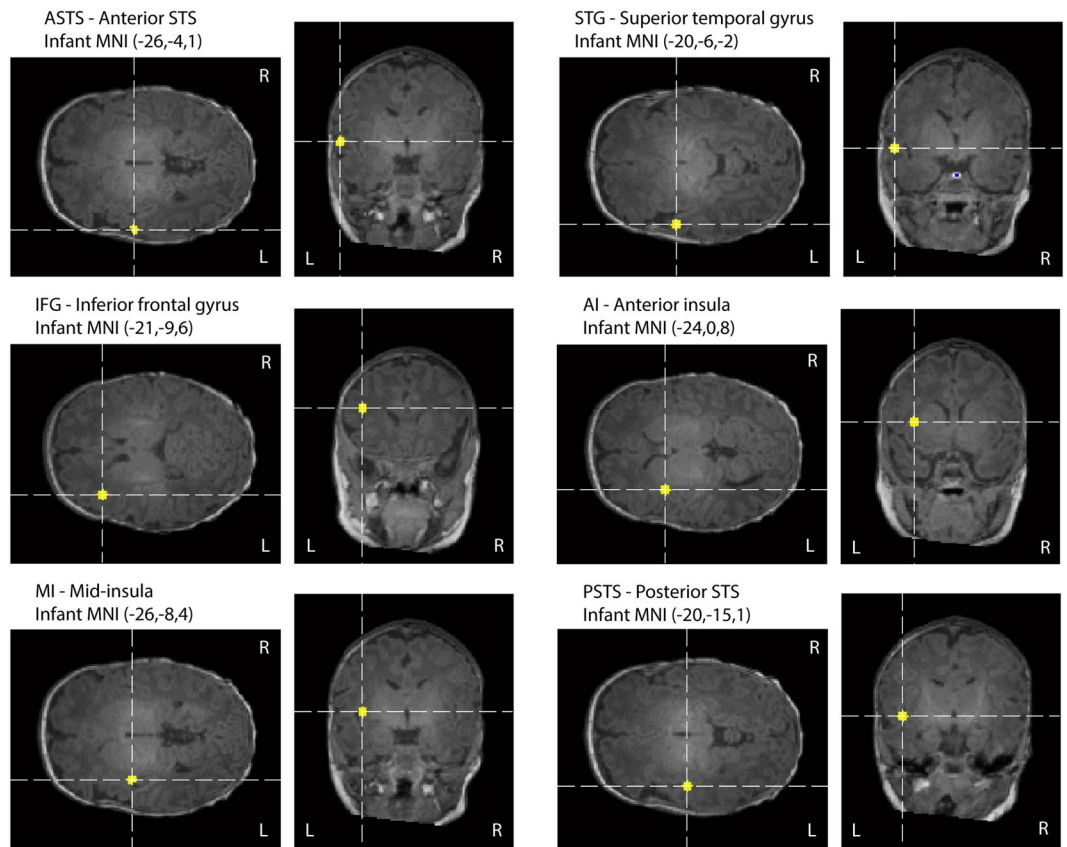 ASTS - Anterior STS
Infant MNI (-26,-4,1)
R
L
L
R
STG - Superior temporal gyrus
Infant MNI (-20,-6,-2)
R
L
L
R
IFG - Inferior frontal gyrus
Infant MNI (-21,-9,6)
R
L
L
R
AI - Anterior insula
Infant MNI (-24,0,8)
R
L
L
R
MI - Mid-insula
Infant MNI (-26,-8,4)
R
L
L
R
PSTS - Posterior STS
Infant MNI (-20,-15,1)
R
L
L
R